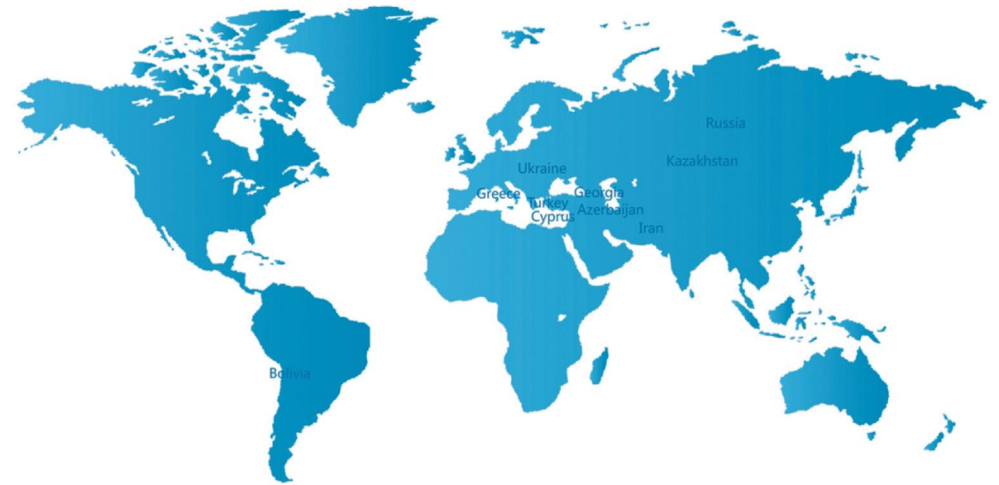 Russia
Kazakhstan
Ukraine
Greece
Georgia
Turkey
Azerbaijan
Cyprus
Iran
Bolivia